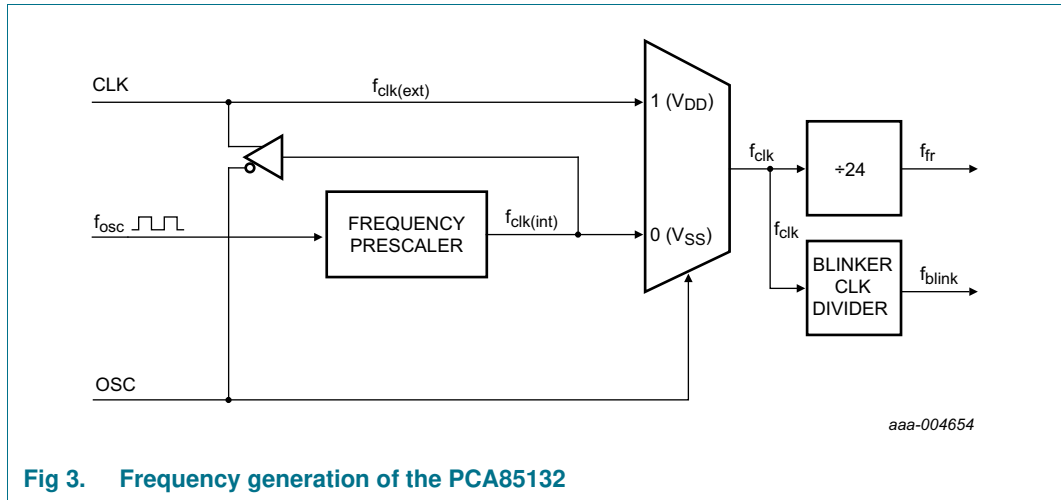 CLK
fclk(ext)
1 (VDD)
fclk
÷24
ffr
fosc
FREQUENCY
PRESCALER
fclk(int)
0 (VSS)
fclk
BLINKER
CLK
DIVIDER
fblink
OSC
aaa-004654
Fig 3. Frequency generation of the PCA85132